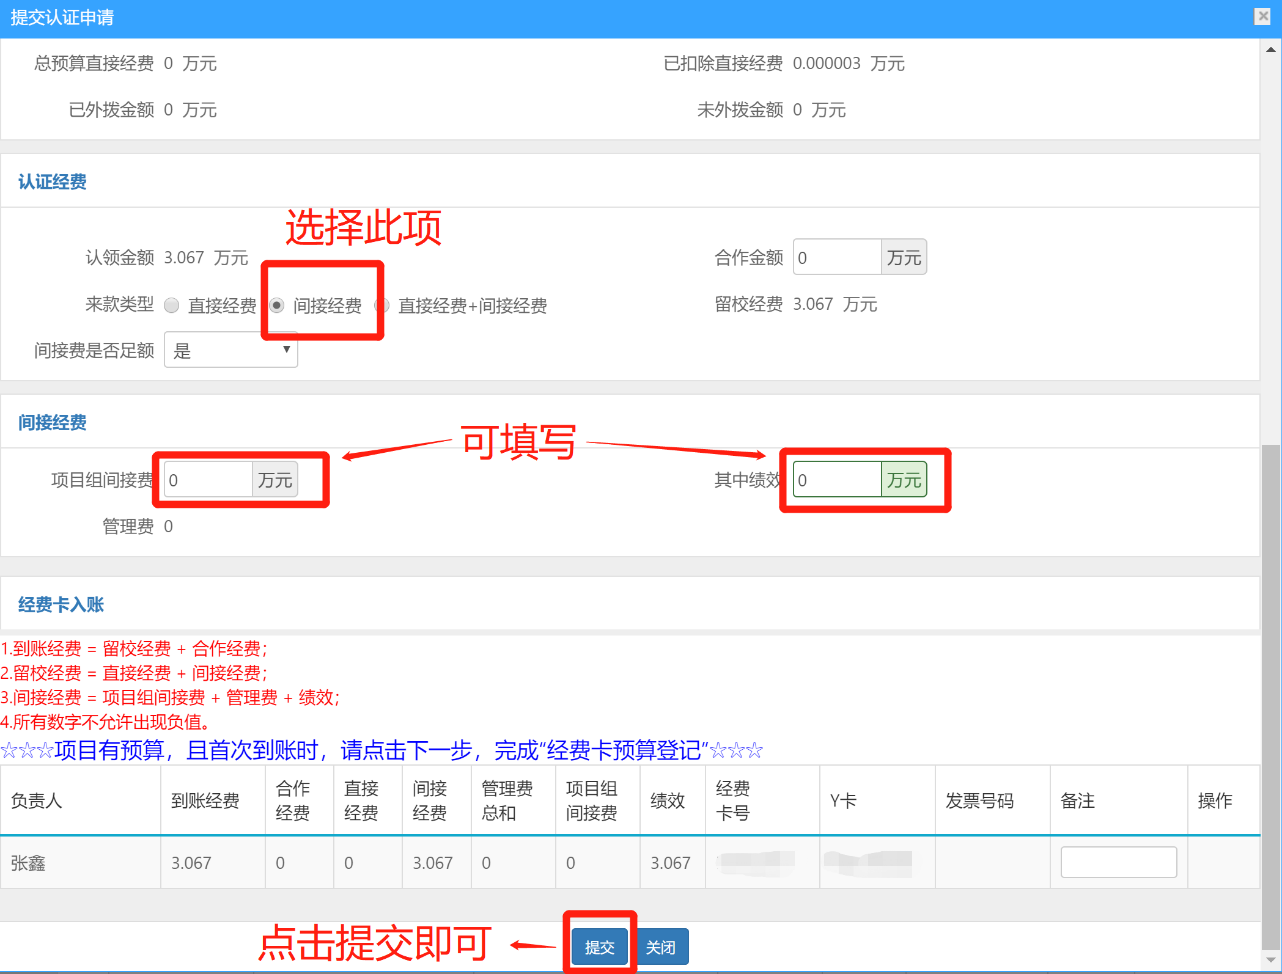 提交认证申请
总预算直接经费 0 万元 已扣除直接经费 0.000003 万元
已外拨金额 0 万元 未外拨金额 0 万元
认证经费
选择此项
认领金额 3.067 万元 合作金额 0 万元
来款类型 直接经费 间接经费 直接经费+间接经费 留校经费 3.067 万元
间接费是否足额 是
间接经费
可填写
项目组间接费 0 万元 其中绩效 0 万元
管理费 0
经费卡入账
1.到账经费 = 留校经费 + 合作经费;
2.留校经费 = 直接经费 + 间接经费;
3.间接经费 = 项目组间接费 + 管理费 + 绩效;
4.所有数字不允许出现负值。
☆☆☆项目有预算，且首次到账时，请点击下一步，完成“经费卡预算登记”☆☆☆
负责人 到账经费 合作经费 直接经费 间接经费 管理费总和 项目组间接费 绩效 经费卡号 Y卡 发票号码 备注 操作
张鑫 3.067 0 0 3.067 0 0 3.067
点击提交即可 提交 关闭